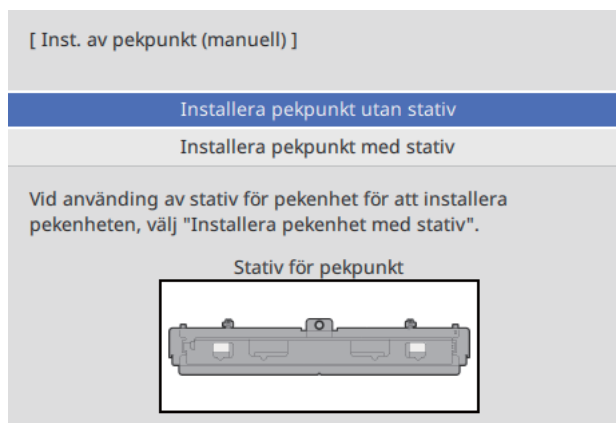 [ Inst. av pekpunkt (manuell) ]
Installera pekpunkt utan stativ
Installera pekpunkt med stativ
Vid använding av stativ för pekenhet för att installera
pekenheten, välj "Installera pekenhet med stativ".
Stativ för pekpunkt